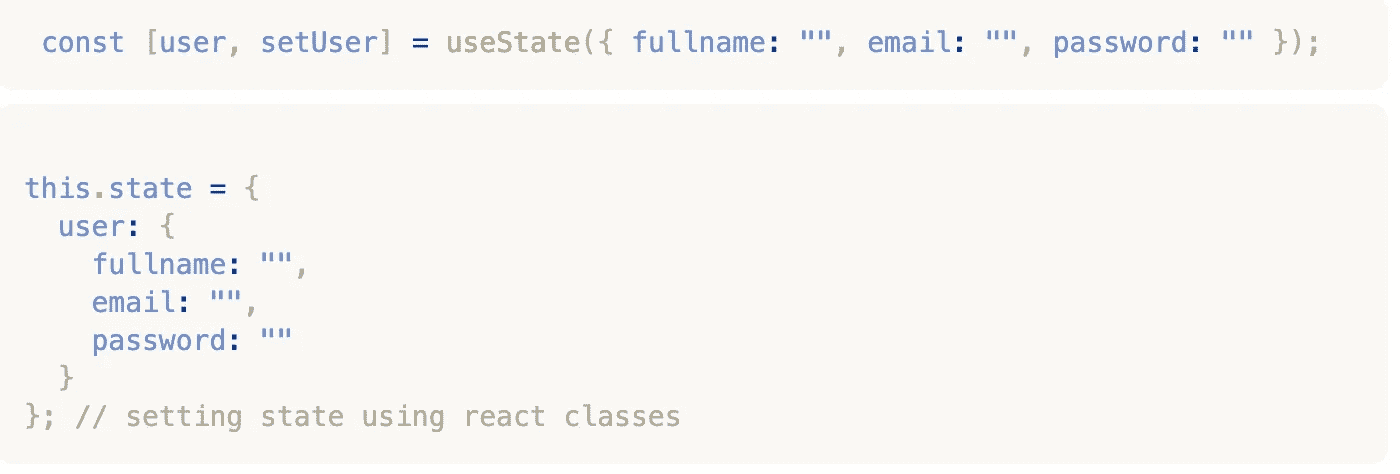 const [user, setUser] = useState({ fullname: "", email: "", password: "" });
this.state = {
  user: {
    fullname: "",
    email: "",
    password: ""
  }
}; // setting state using react classes